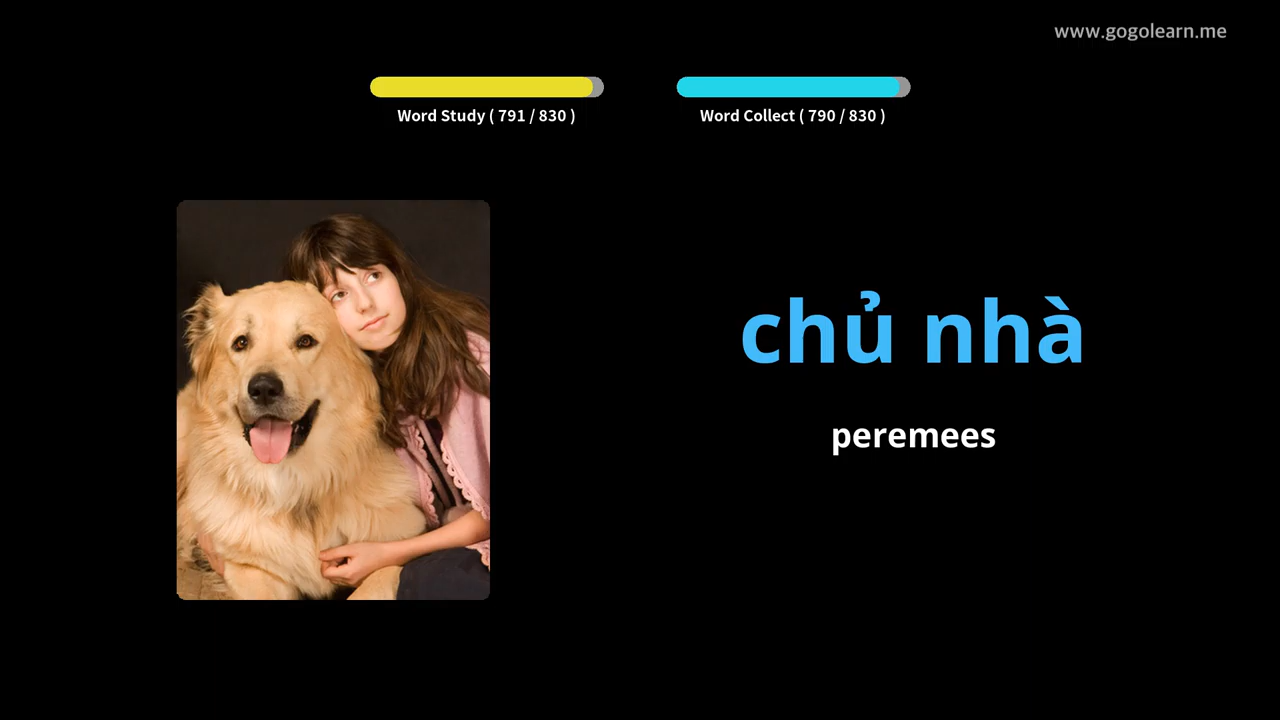 www.gogolearn.me
Word Study ( 791 / 830 )
Word Collect ( 790 / 830 )
chủ nhà
peremees